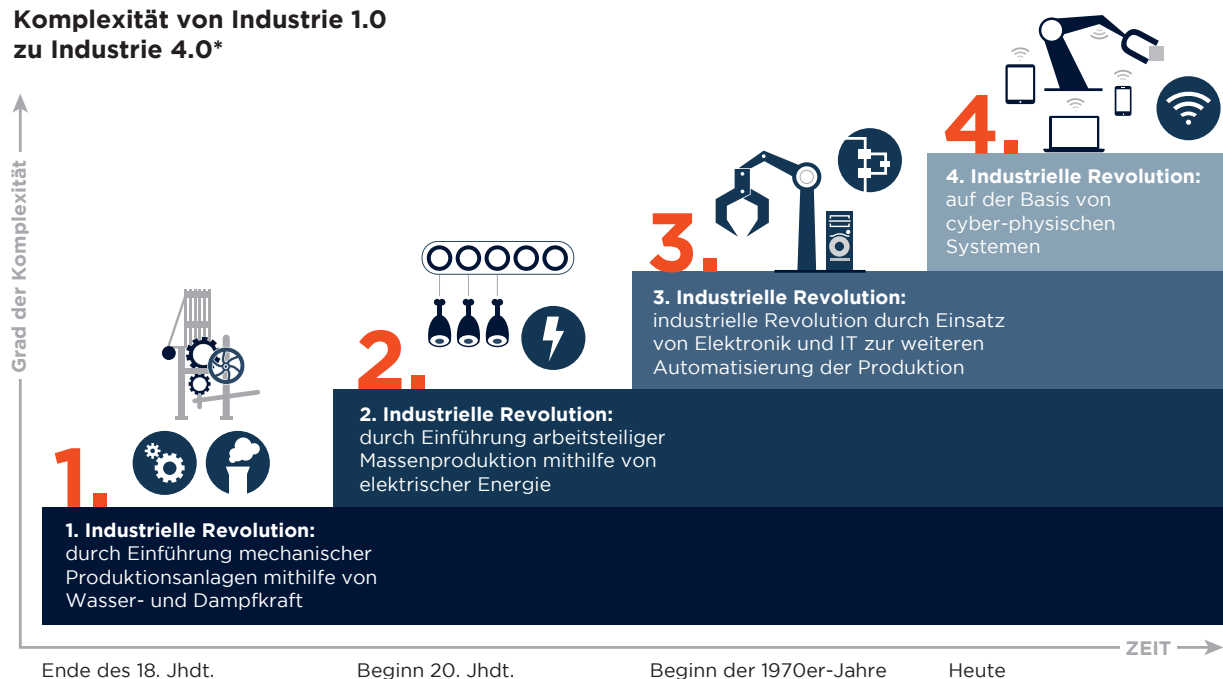 Komplexität von Industrie 1.0
zu Industrie 4.0*
Grad der Komplexität
1.
1. Industrielle Revolution:
durch Einführung mechanischer
Produktionsanlagen mithilfe von
Wasser- und Dampfkraft
2.
2. Industrielle Revolution:
durch Einführung arbeitsteiliger
Massenproduktion mithilfe von
elektrischer Energie
3.
3. Industrielle Revolution:
industrielle Revolution durch Einsatz
von Elektronik und IT zur weiteren
Automatisierung der Produktion
4.
4. Industrielle Revolution:
auf der Basis von
cyber-physischen
Systemen
ZEIT
Ende des 18. Jhdt.
Beginn 20. Jhdt.
Beginn der 1970er-Jahre
Heute